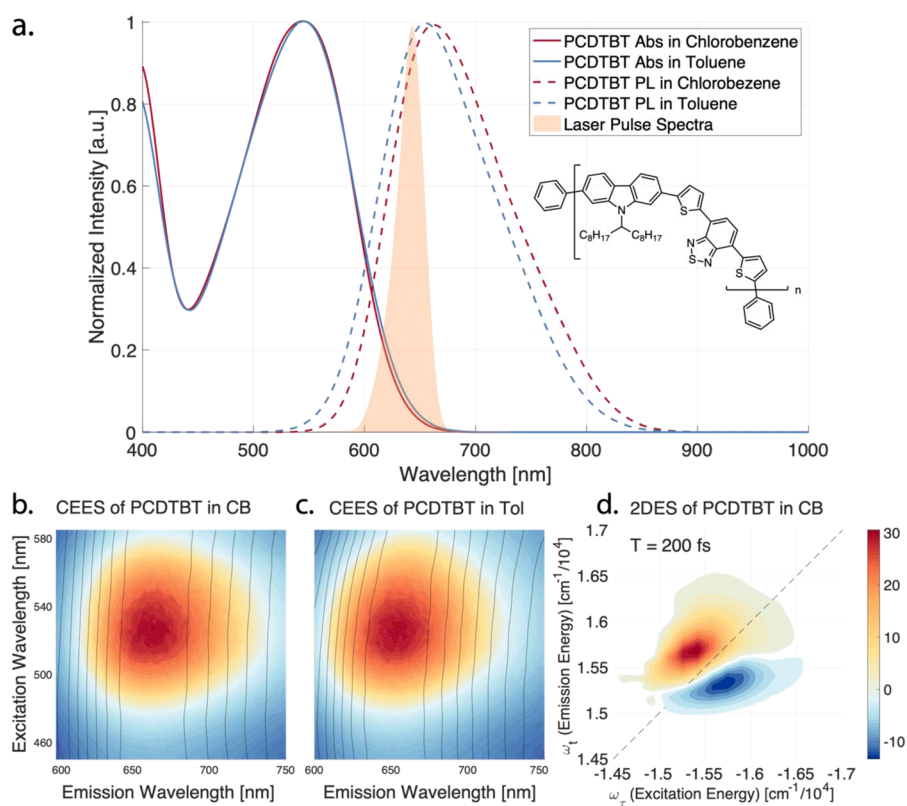 a.
1
0.8
0.6
0.4
0.2
0
Normalized Intensity [a.u.]
400 500 600 700 800 900 1000
Wavelength [nm]
PCDTBT Abs in Chlorobenzene
PCDTBT Abs in Toluene
PCDTBT PL in Chlorobezene
PCDTBT PL in Toluene
Laser Pulse Spectra
N
C8H17 C8H17
S
N
S
N
S
n
b. CEES of PCDTBT in CB
580
540
500
460
Excitation Wavelength [nm]
600 650 700 750
Emission Wavelength [nm]
c. CEES of PCDTBT in Tol
600 650 700 750
Emission Wavelength [nm]
d. 2DES of PCDTBT in CB
T = 200 fs
1.7
1.65
1.6
1.55
1.5
1.45
ωt (Emission Energy) [cm-1/104]
-1.45 -1.5 -1.55 -1.6 -1.65 -1.7
ωτ (Excitation Energy) [cm-1/104]
30
20
10
0
-10